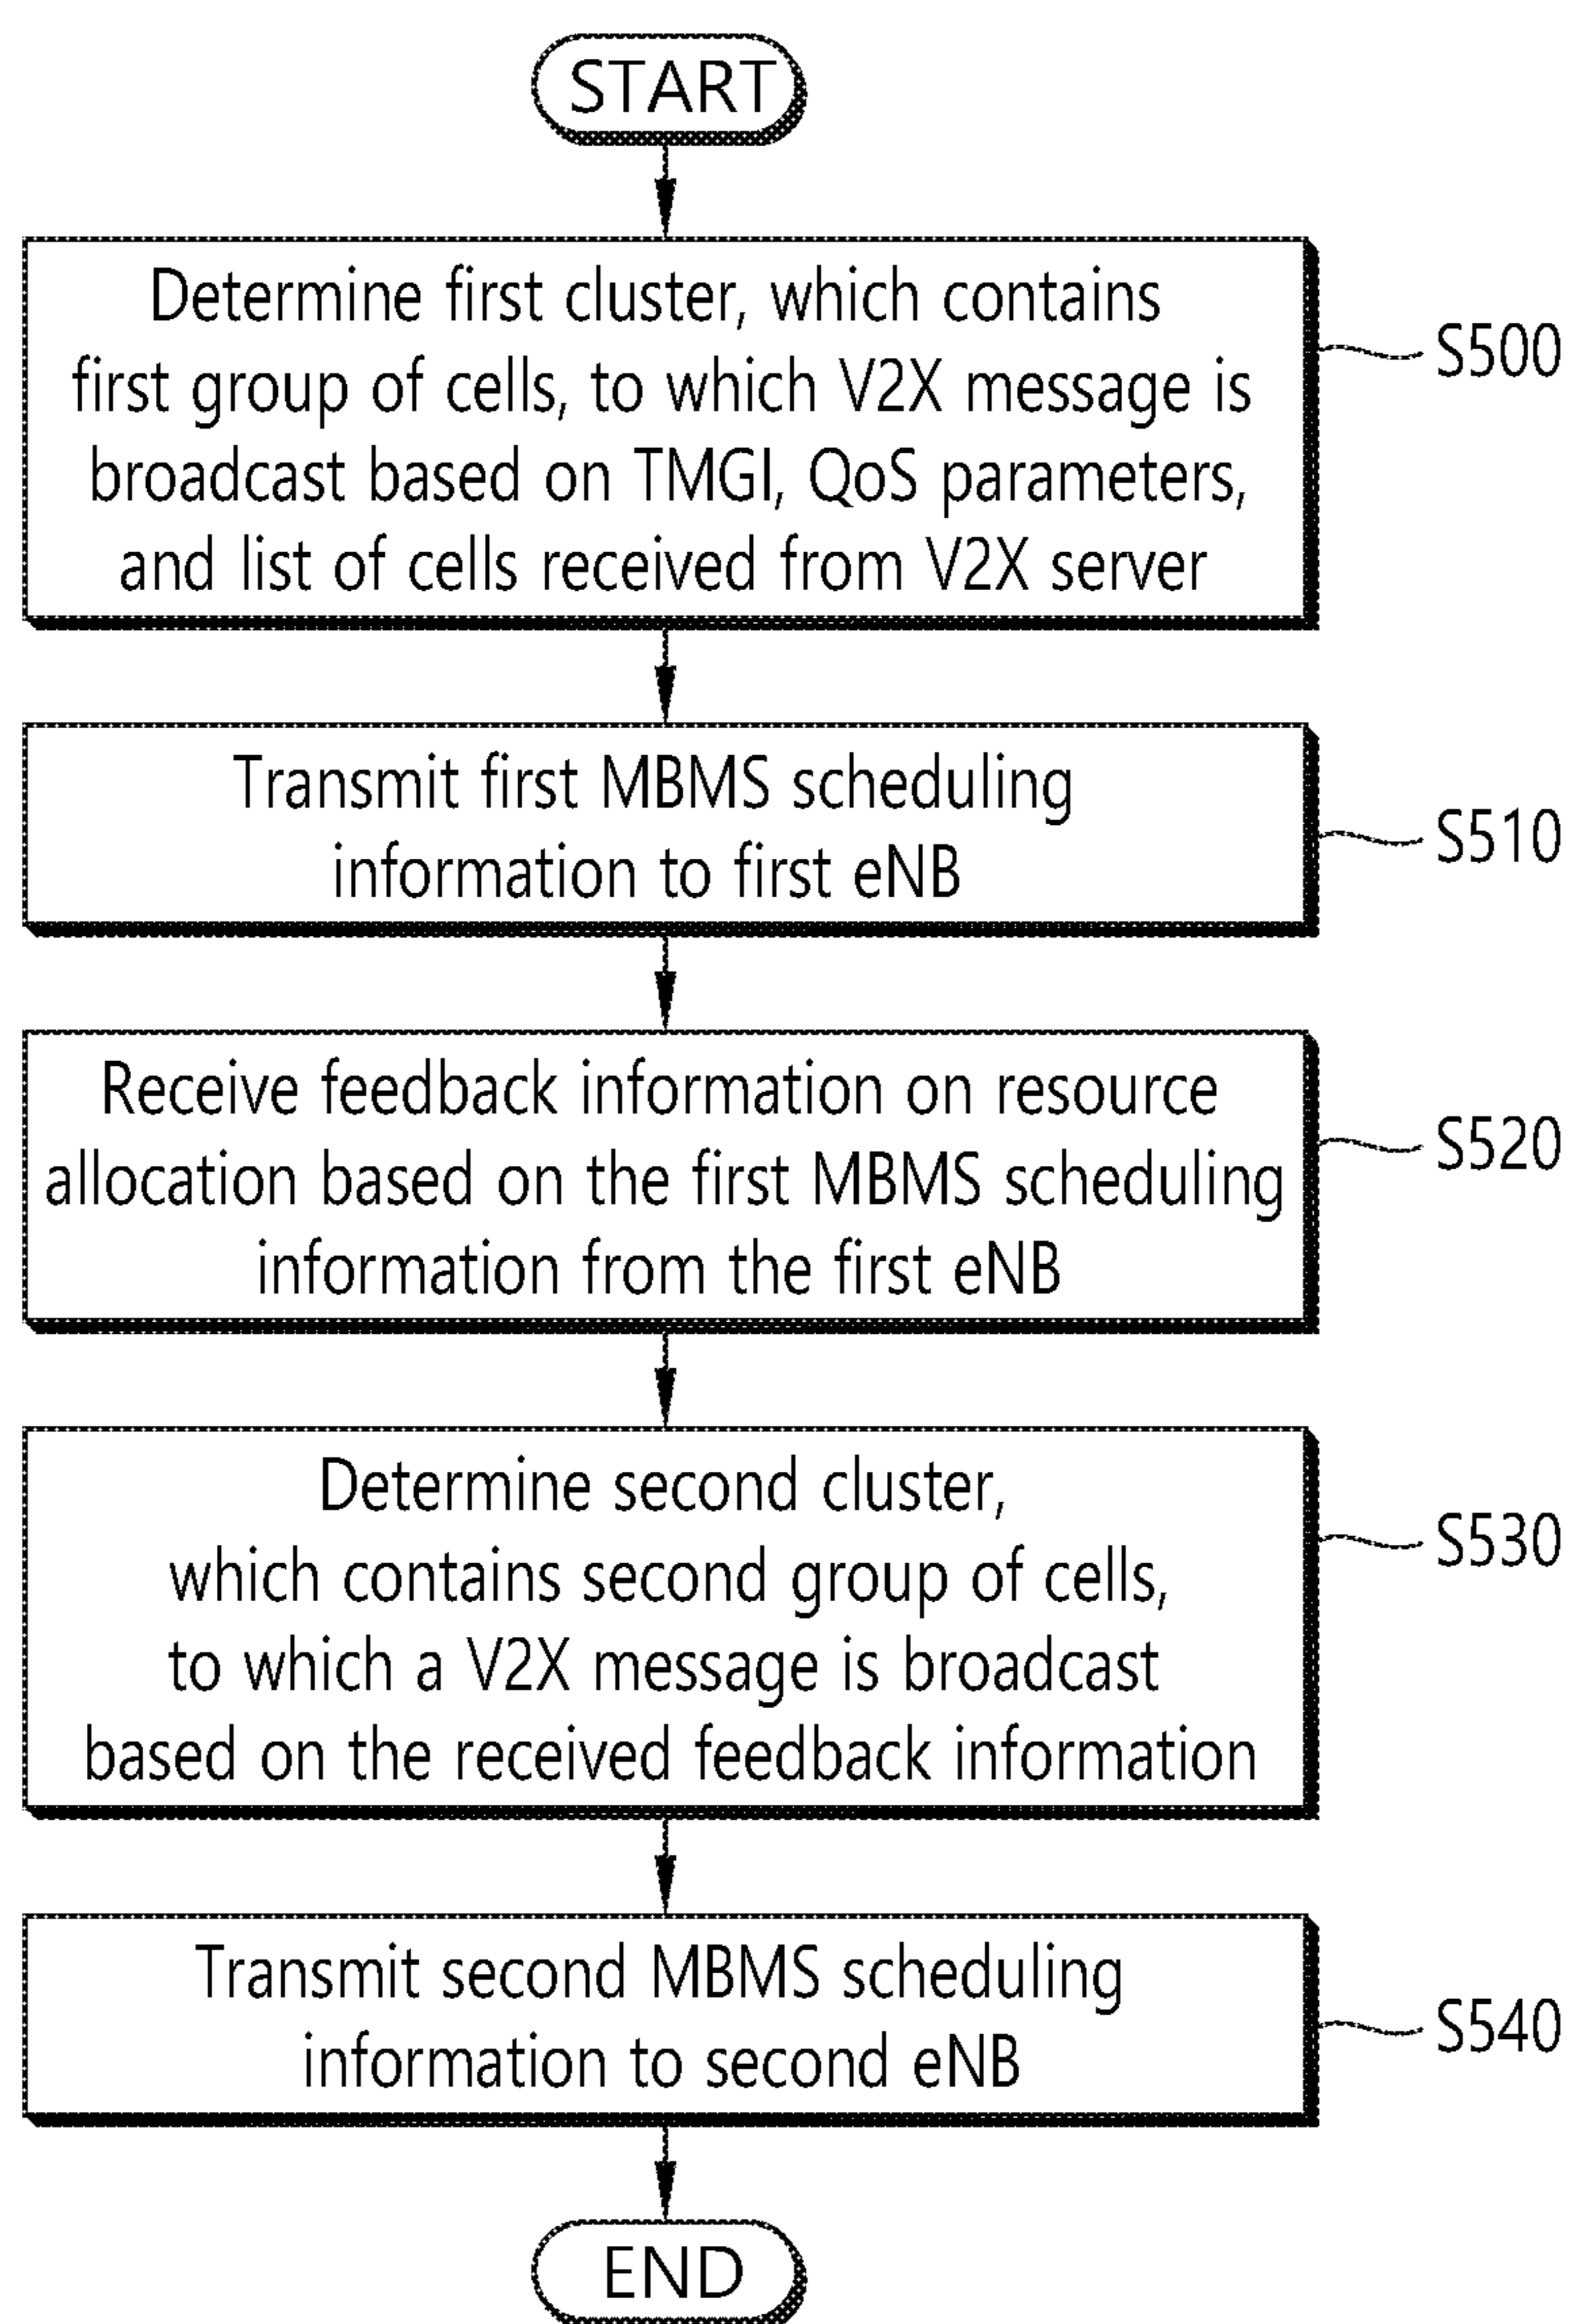 START
Determine first cluster, which contains
first group of cells, to which V2X message is
broadcast based on TMGI, QoS parameters,
and list of cells received from V2X server
S500
Transmit first MBMS scheduling
information to first eNB
S510
Receive feedback information on resource
allocation based on the first MBMS scheduling
information from the first eNB
S520
Determine second cluster,
which contains second group of cells,
to which a V2X message is broadcast
based on the received feedback information
S530
Transmit second MBMS scheduling
information to second eNB
S540
END